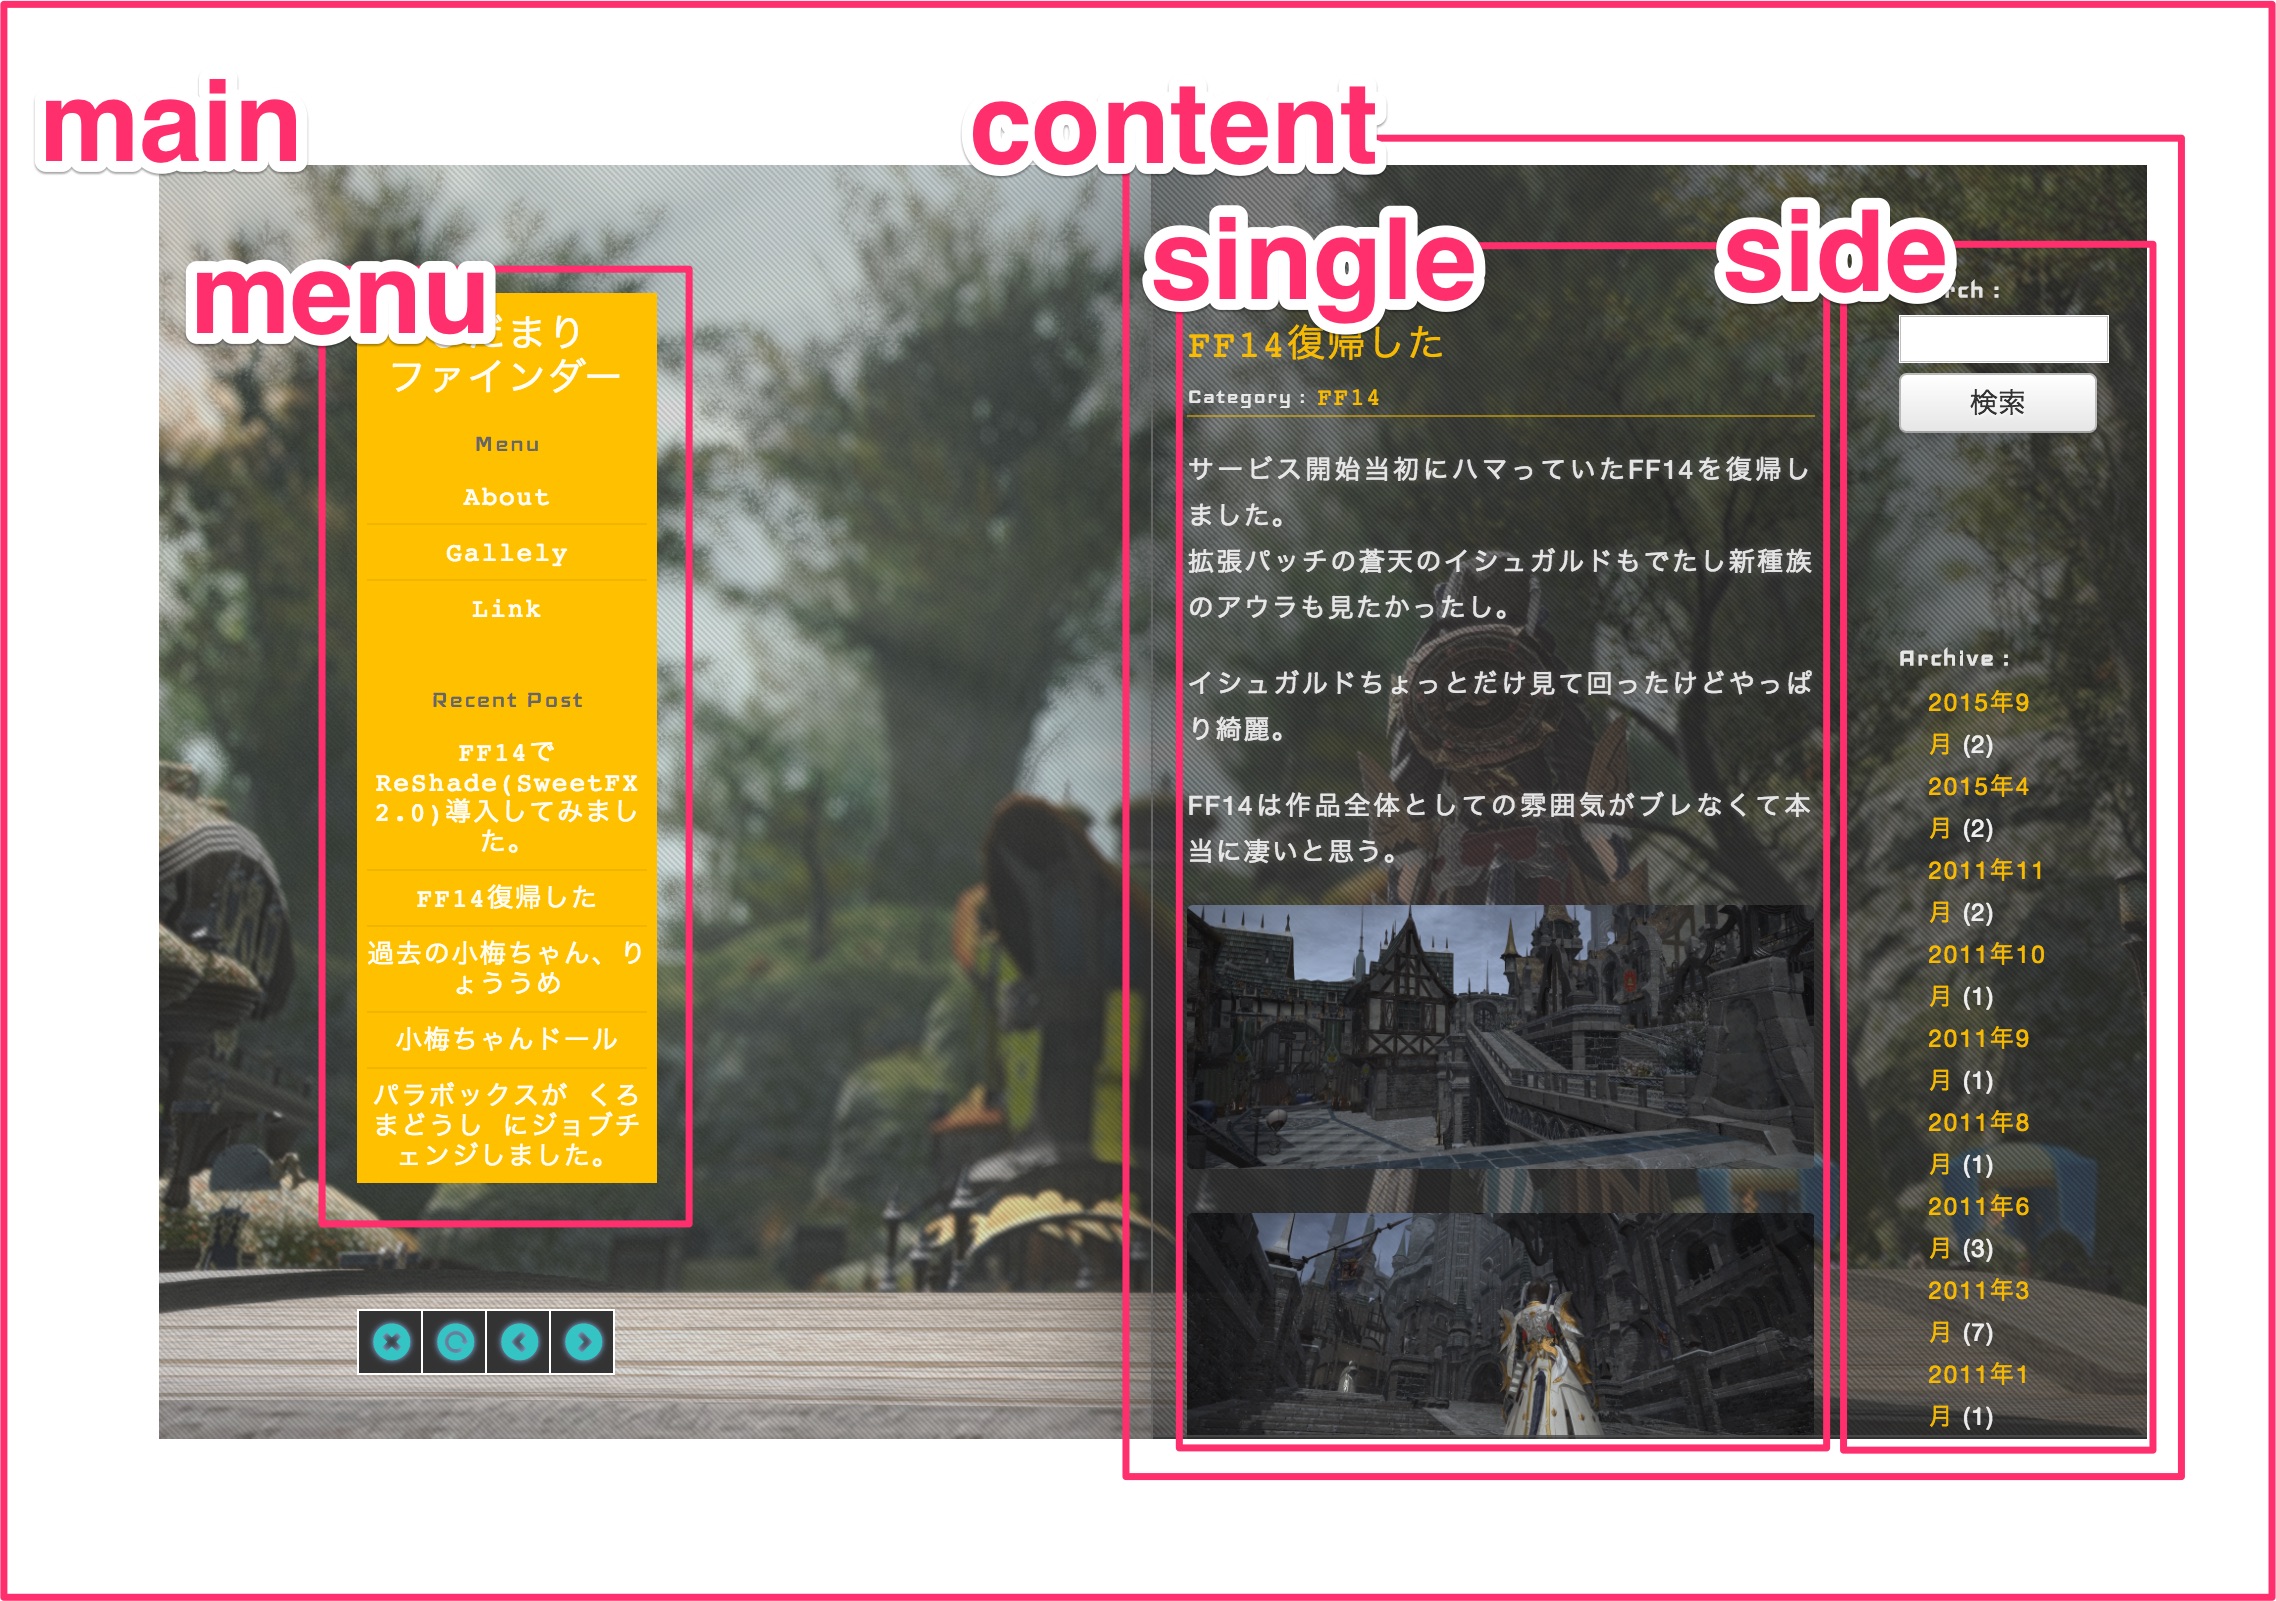 main
content
menu
single
side
だまり
ファインダー
Menu
About
Gallely
Link
Recent Post
FF14で
ReShade(SweetFX
2.0)導入してみまし
た。
FF14復帰した
過去の小梅ちゃん、り
ょううめ
小梅ちゃんドール
パラボックスが くろ
まどうし にジョブチ
ェンジしました。
FF14復帰した
Category : FF14
サービス開始当初にハマっていたFF14を復帰し
ました。
拡張パッチの蒼天のイシュガルドもでたし新種族
のアウラも見たかったし。
イシュガルドちょっとだけ見て回ったけどやっぱ
り綺麗。
FF14は作品全体としての雰囲気がブレなくて本
当に凄いと思う。
rch :
検索
Archive :
2015年9
月 (2)
2015年4
月 (2)
2011年11
月 (2)
2011年10
月 (1)
2011年9
月 (1)
2011年8
月 (1)
2011年6
月 (3)
2011年3
月 (7)
2011年1
月 (1)